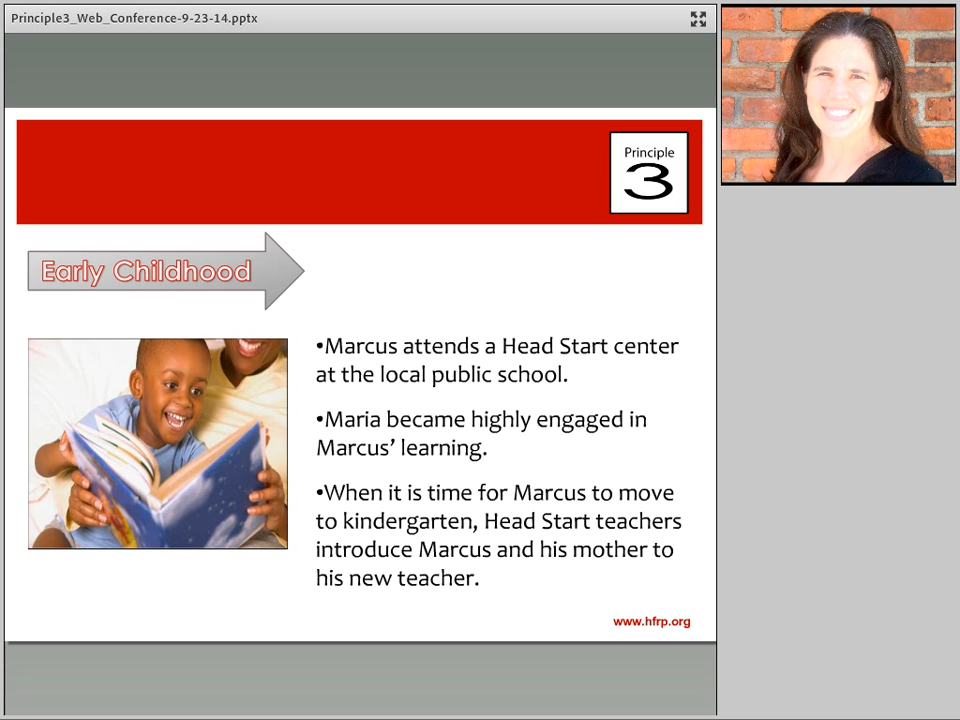 Principle3_Web_Conference-9-23-14.pptx
Principle
3
Early Childhood
•Marcus attends a Head Start center
at the local public school.
•Maria became highly engaged in
Marcus’ learning.
•When it is time for Marcus to move
to kindergarten, Head Start teachers
introduce Marcus and his mother to
his new teacher.
www.hfrp.org